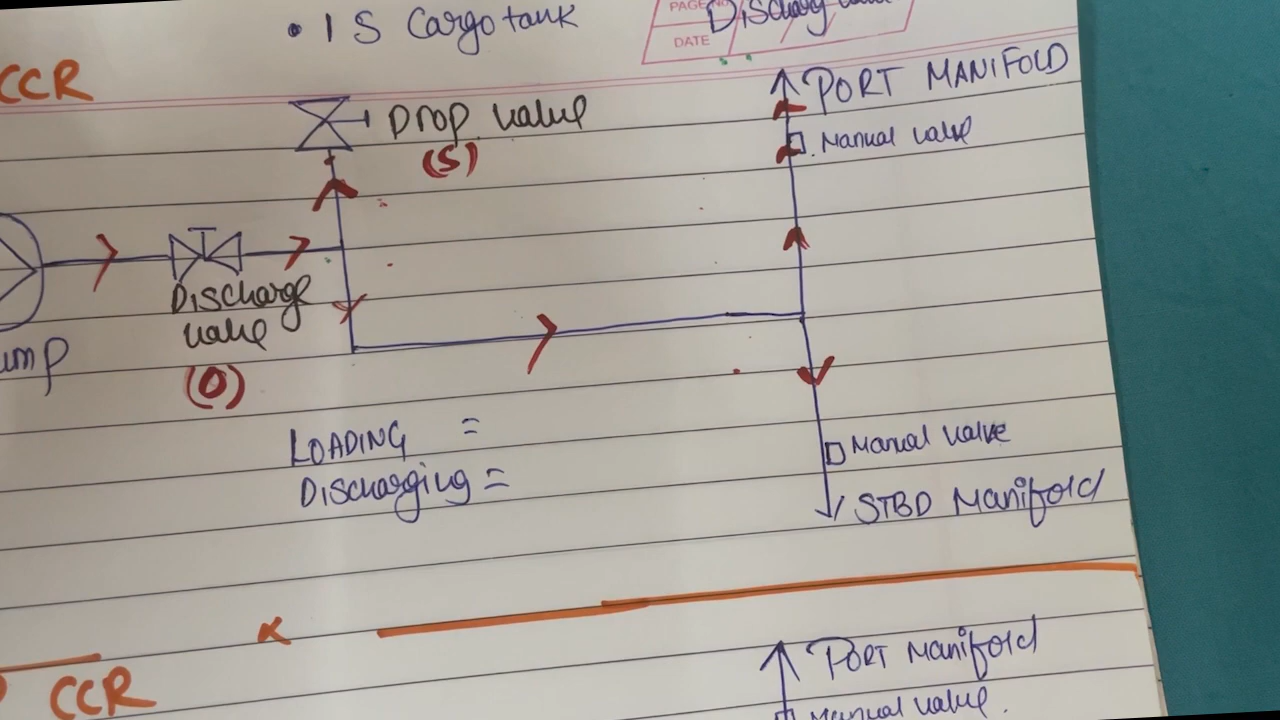 • 1 S Cargo tank
PAGE NO
DATE
CCR
PORT MANIFOLD
Drop valve
(S)
Manual valve
Discharge
valve
(O)
ump
LOADING =
Discharging =
Manual valve
STBD Manifold
CCR
PORT Manifold
Manual valve.